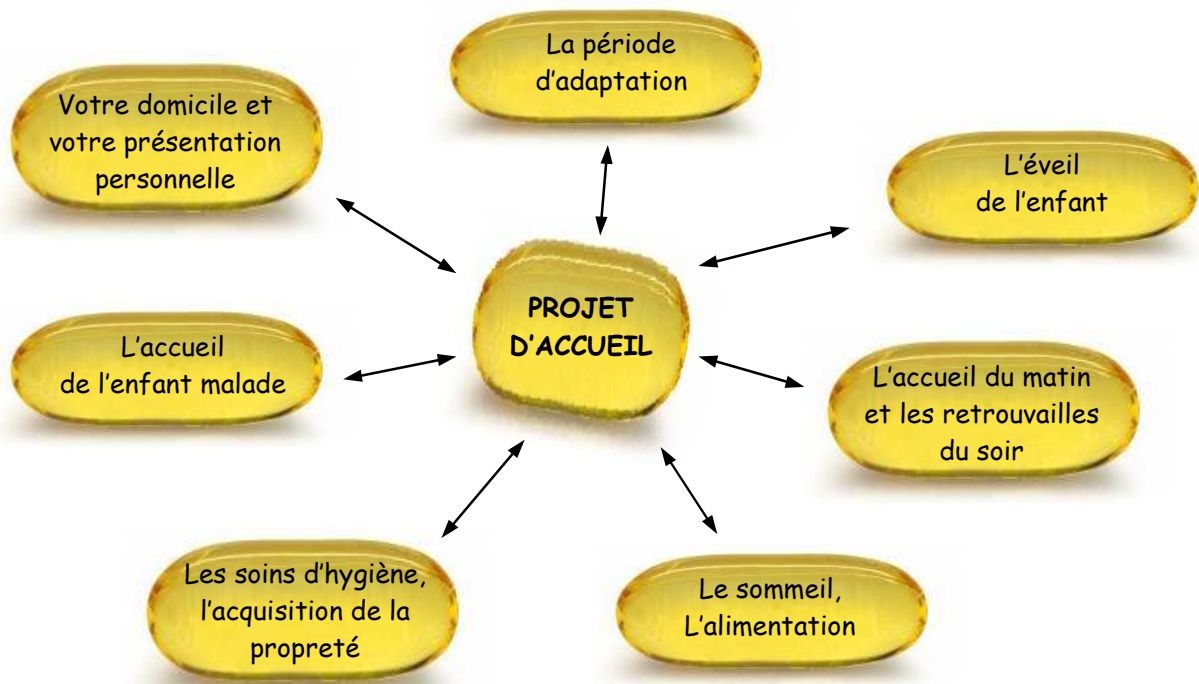 La période
d'adaptation
Votre domicile et
votre présentation
personnelle
L'éveil
de l'enfant
PROJET
D'ACCUEIL
L'accueil
de l'enfant malade
L'accueil du matin
et les retrouvailles
du soir
Les soins d'hygiène,
l'acquisition de la
propreté
Le sommeil,
L'alimentation